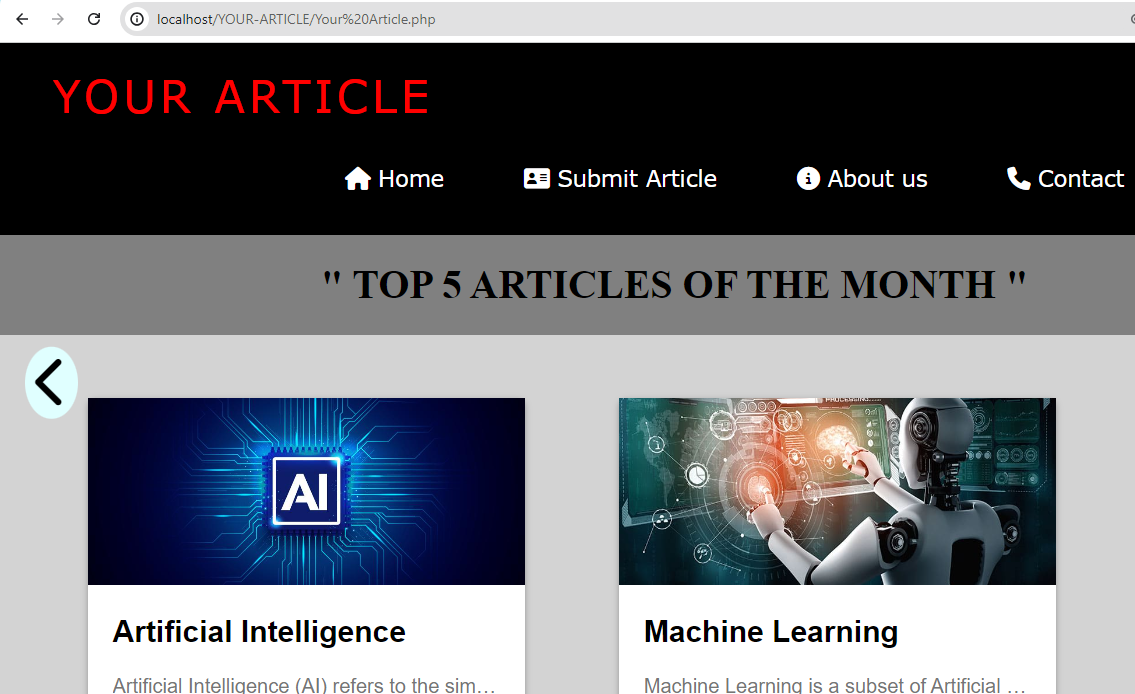 localhost/YOUR-ARTICLE/Your%20Article.php
YOUR ARTICLE
Home Submit Article About us Contact
" TOP 5 ARTICLES OF THE MONTH "
AI
PROCESSING
Artificial Intelligence Machine Learning
Artificial Intelligence (AI) refers to the sim… Machine Learning is a subset of Artificial …